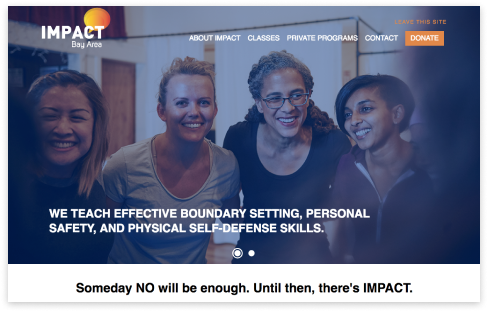 LEAVE THIS SITE
IMPACT
Bay Area
ABOUT IMPACT CLASSES PRIVATE PROGRAMS CONTACT DONATE
WE TEACH EFFECTIVE BOUNDARY SETTING, PERSONAL
SAFETY, AND PHYSICAL SELF-DEFENSE SKILLS.
Someday NO will be enough. Until then, there's IMPACT.